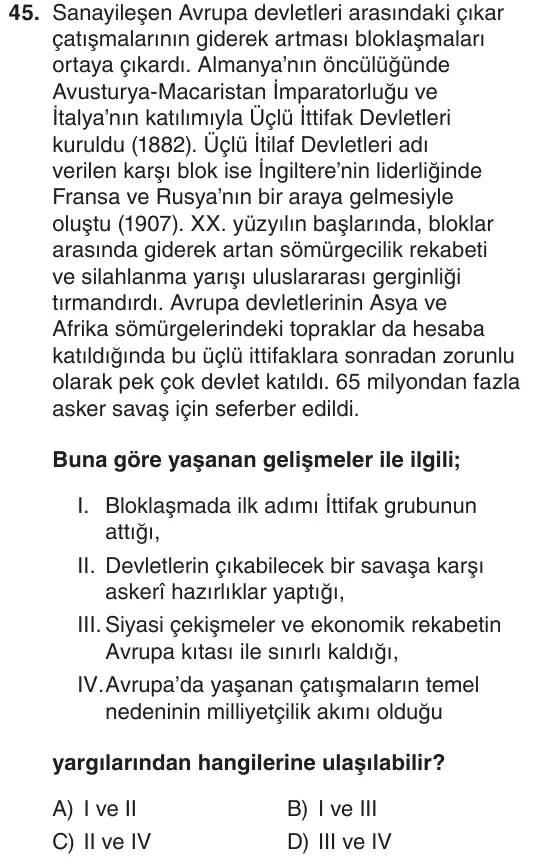 45. Sanayileşen Avrupa devletleri arasındaki çıkar
çatışmalarının giderek artması bloklaşmaları
ortaya çıkardı. Almanya’nın öncülüğünde
Avusturya-Macaristan İmparatorluğu ve
İtalya’nın katılımıyla Üçlü İttifak Devletleri
kuruldu (1882). Üçlü İtilaf Devletleri adı
verilen karşı blok ise İngiltere’nin liderliğinde
Fransa ve Rusya’nın bir araya gelmesiyle
oluştu (1907). XX. yüzyılın başlarında, bloklar
arasında giderek artan sömürgecilik rekabeti
ve silahlanma yarışı uluslararası gerginliği
tırmandırdı. Avrupa devletlerinin Asya ve
Afrika sömürgelerindeki topraklar da hesaba
katıldığında bu üçlü ittifaklara sonradan zorunlu
olarak pek çok devlet katıldı. 65 milyondan fazla
asker savaş için seferber edildi.
Buna göre yaşanan gelişmeler ile ilgili;
I. Bloklaşmada ilk adımı İttifak grubunun
attığı,
II. Devletlerin çıkabilecek bir savaşa karşı
askerî hazırlıklar yaptığı,
III. Siyasi çekişmeler ve ekonomik rekabetin
Avrupa kıtası ile sınırlı kaldığı,
IV.Avrupa’da yaşanan çatışmaların temel
nedeninin milliyetçilik akımı olduğu
yargılarından hangilerine ulaşılabilir?
A) I ve II B) I ve III
C) II ve IV D) III ve IV